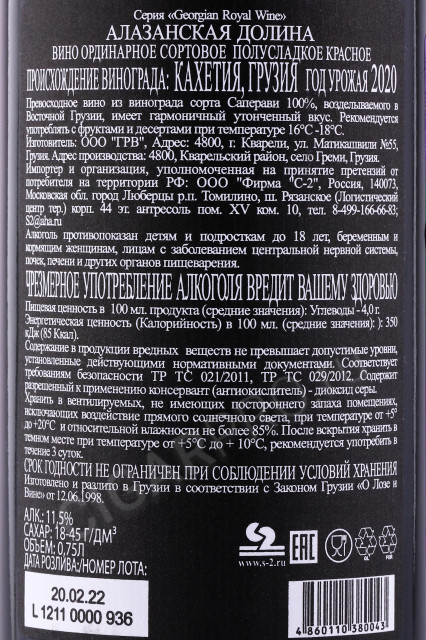 Серия «Georgian Royal Wine»
АЛАЗАНСКАЯ ДОЛИНА
ВИНО ОРДИНАРНОЕ СОРТОВОЕ ПОЛУСЛАДКОЕ КРАСНОЕ
ПРОИСХОЖДЕНИЕ ВИНОГРАДА: КАХЕТИЯ, ГРУЗИЯ ГОД УРОЖАЯ 2020
Превосходное вино из винограда сорта Саперави 100%, возделываемого в
Восточной Грузии, имеет гармоничный утонченный вкус. Рекомендуется
употреблять с фруктами и десертами при температуре 16°C -18°C.
Изготовитель: ООО "ГРВ", Адрес: 4800, г. Кварели, ул. Матикашвили №55,
Грузия. Адрес производства: 4800, Кварельский район, село Греми, Грузия.
Импортер и организация, уполномоченная на принятие претензий от
потребителя на территории РФ: ООО "Фирма "С-2", Россия, 140073,
Московская обл. город Люберцы р.п. Томилино, ш. Рязанское (Логистический
центр тер.) корп. 44 эт. антресоль пом. XV ком. 10, тел. 8-499-166-66-83;
S2@aha.ru
Алкоголь противопоказан детям и подросткам до 18 лет, беременным и
кормящим женщинам, лицам с заболеванием центральной нервной системы,
почек, печени и других органов пищеварения.
ЧРЕЗМЕРНОЕ УПОТРЕБЛЕНИЕ АЛКОГОЛЯ ВРЕДИТ ВАШЕМУ ЗДОРОВЬЮ
Пищевая ценность в 100 мл. продукта (средние значения): Углеводы - 4,0 г.
Энергетическая ценность (Калорийность) в 100 мл. (средние значения): ) 350
кДж (85 Ккал).
Содержание в продукции вредных веществ не превышает допустимые уровни,
установленные действующими нормативными документами. Соответствует
требованиям безопасности ТР ТС 021/2011, ТР ТС 029/2012. Содержит
разрешенный к применению консервант (антиокислитель) - диоксид серы.
Хранить в вентилируемых, не имеющих постороннего запаха помещениях,
исключающих воздействие прямого солнечного света, при температуре от +5°
до +20°C и относительной влажности не более 85%. После вскрытия хранить в
темном месте при температуре от +5°C до + 10°C, рекомендуется употребить в
течение 3 суток.
СРОК ГОДНОСТИ НЕ ОГРАНИЧЕН ПРИ СОБЛЮДЕНИИ УСЛОВИЙ ХРАНЕНИЯ
Изготовлено и разлито в Грузии в соответствии с Законом Грузии «О Лозе и
Вине» от 12.06.1998.
АЛК.: 11,5%
САХАР: 18-45 Г/ДМ³
ОБЪЕМ: 0,75Л
ДАТА РОЗЛИВА:/НОМЕР ЛОТА:
www.s-2.ru
EAC
GL
FOR
20.02.22
L 1211 0000 936
4 860110 380043